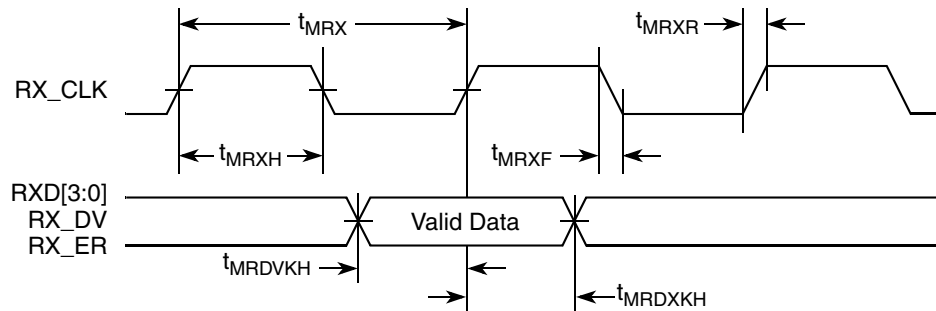 tMRX
tMRXR
RX_CLK
tMRXH
tMRXF
RXD[3:0]
RX_DV
Valid Data
RX_ER
tMRDVKH
tMRDXKH